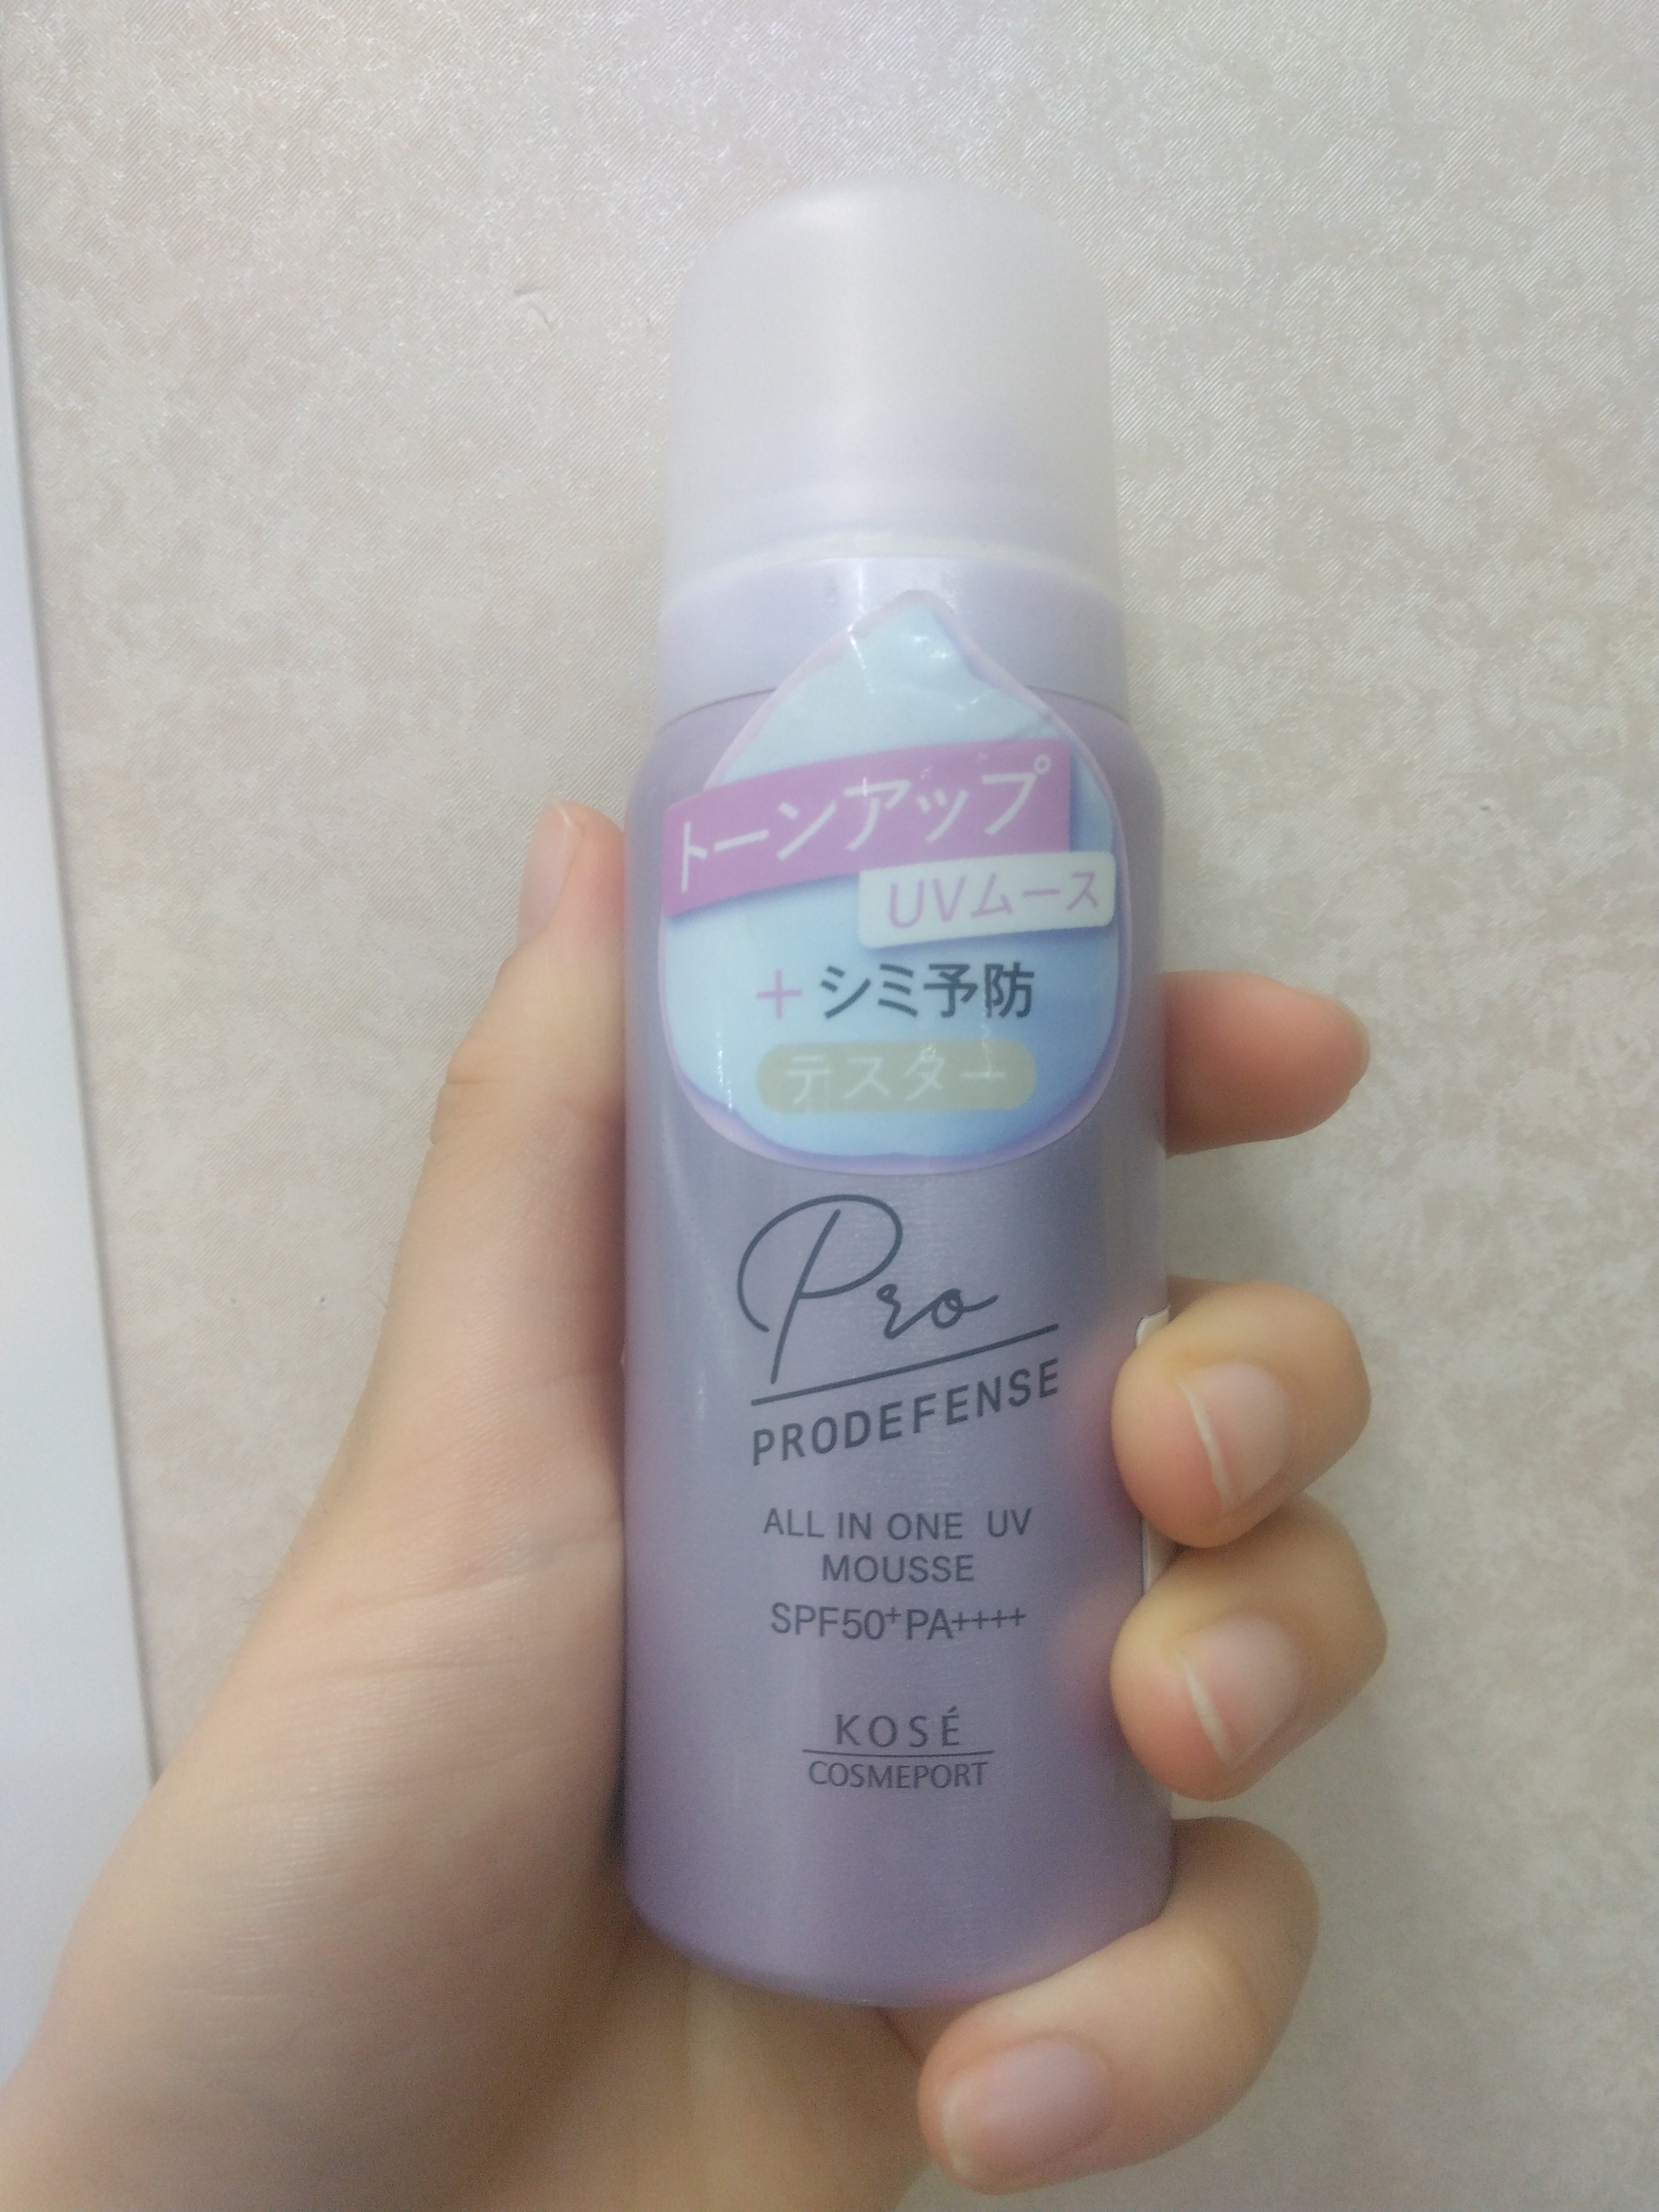 トーンアップ
UVムース
+シミ予防
テスター
Pro
PRODEFENSE
ALL IN ONE UV
MOUSSE
SPF50+PA++++
KOSÉ
COSMEPORT